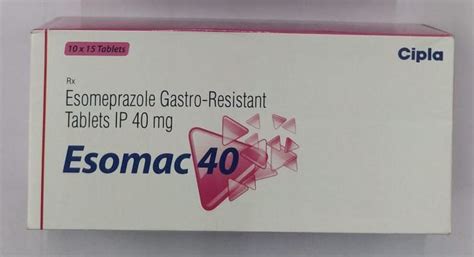 10 x 15 Tablets
Cipla
Rx
Esomeprazole Gastro-Resistant
Tablets IP 40 mg
Esomac 40